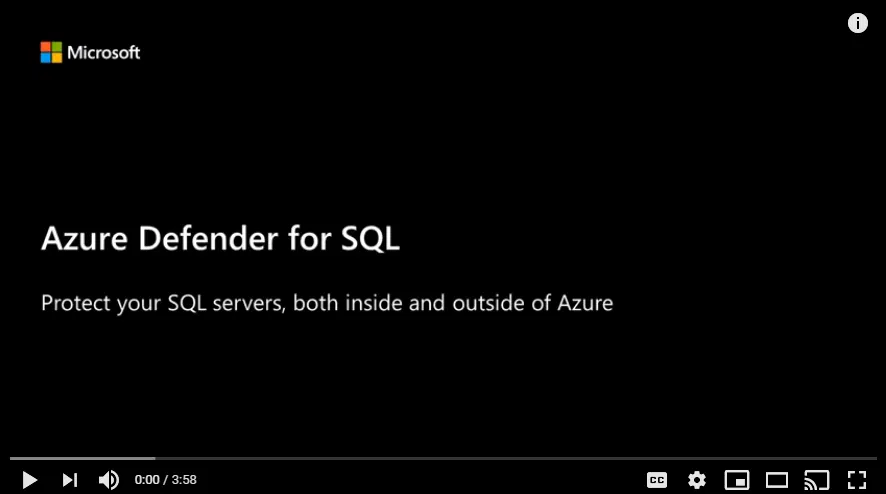 Microsoft
Azure Defender for SQL
Protect your SQL servers, both inside and outside of Azure
0:00 / 3:58
CC